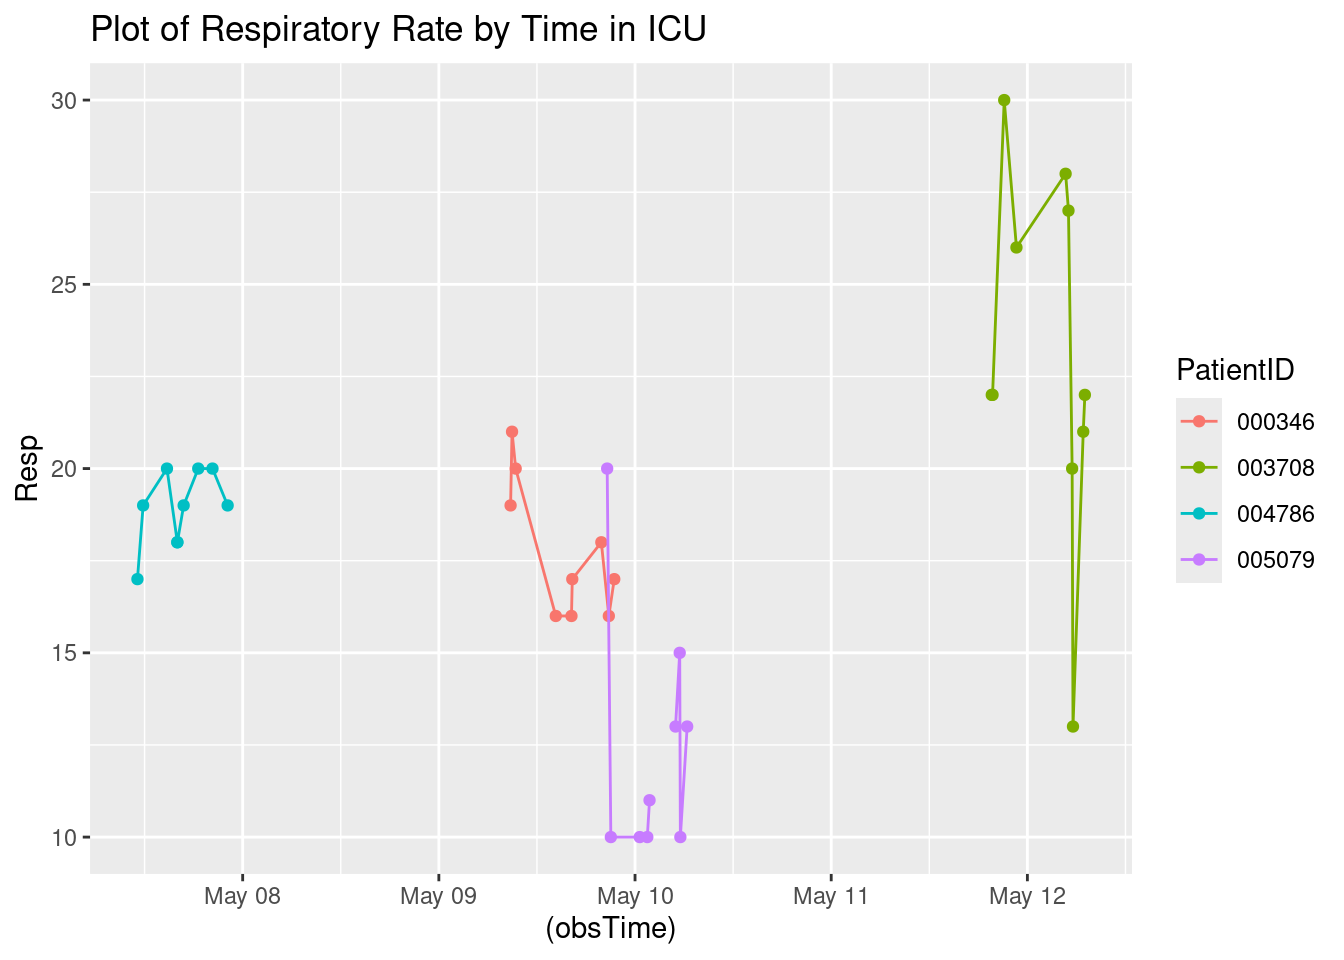 Plot of Respiratory Rate by Time in ICU
30
25
20
15
10
Resp
May 08
May 09
May 10
May 11
May 12
(obsTime)
PatientID
000346
003708
004786
005079